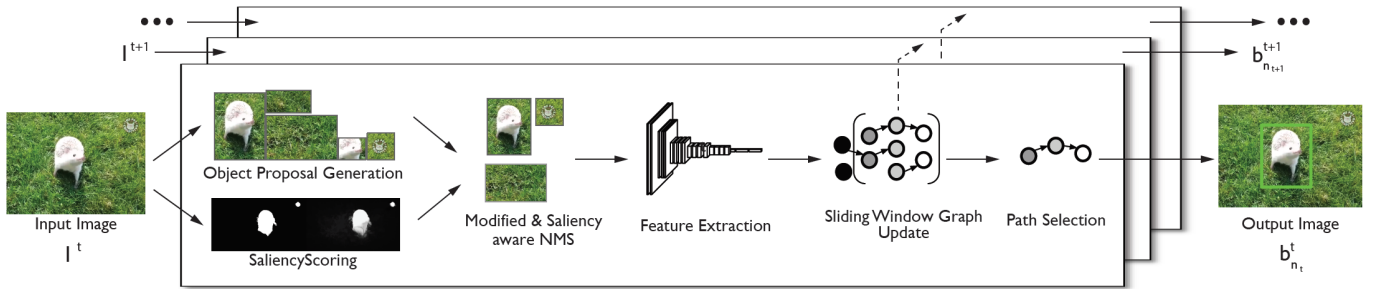 •••
•••
I t+1
b t+1 n t+1
Object Proposal Generation
SaliencyScoring
Modified & Saliency
aware NMS
Feature Extraction
Sliding Window Graph
Update
Path Selection
Input Image
I t
Output Image
b t n t